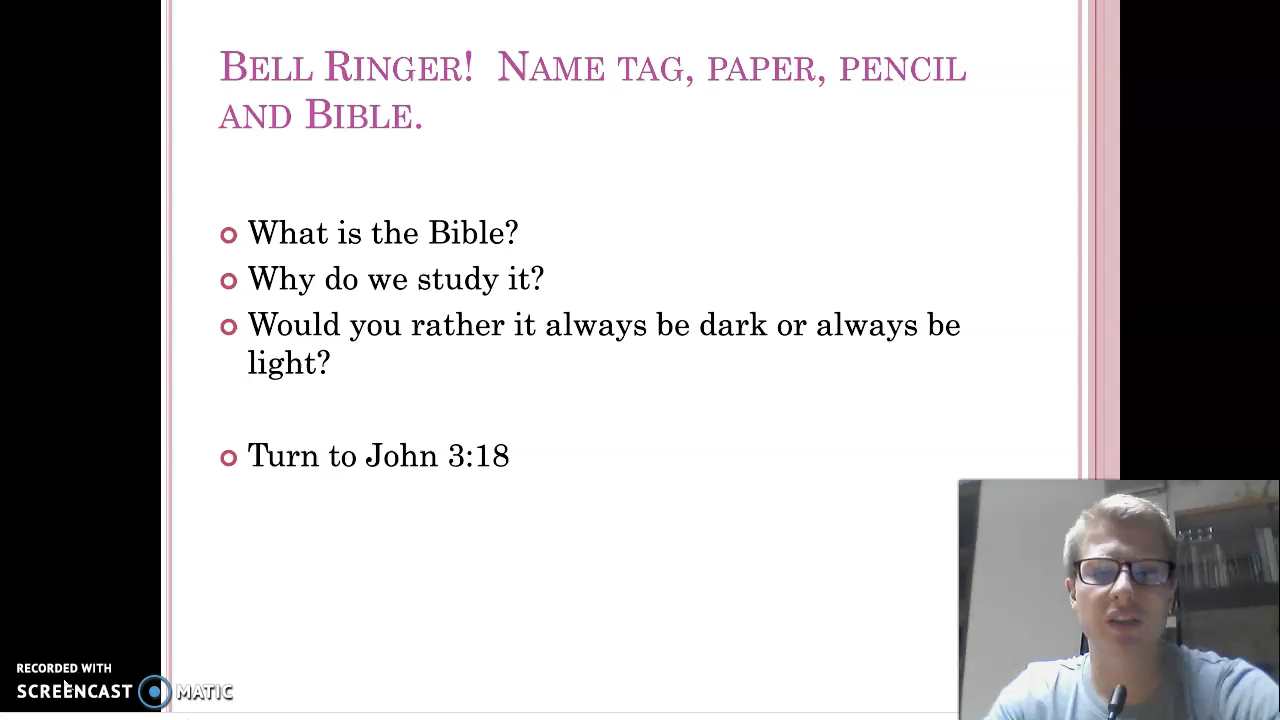 BELL RINGER! NAME TAG, PAPER, PENCIL
AND BIBLE.
What is the Bible?
Why do we study it?
Would you rather it always be dark or always be
light?
Turn to John 3:18
RECORDED WITH
SCREENCAST MATIC